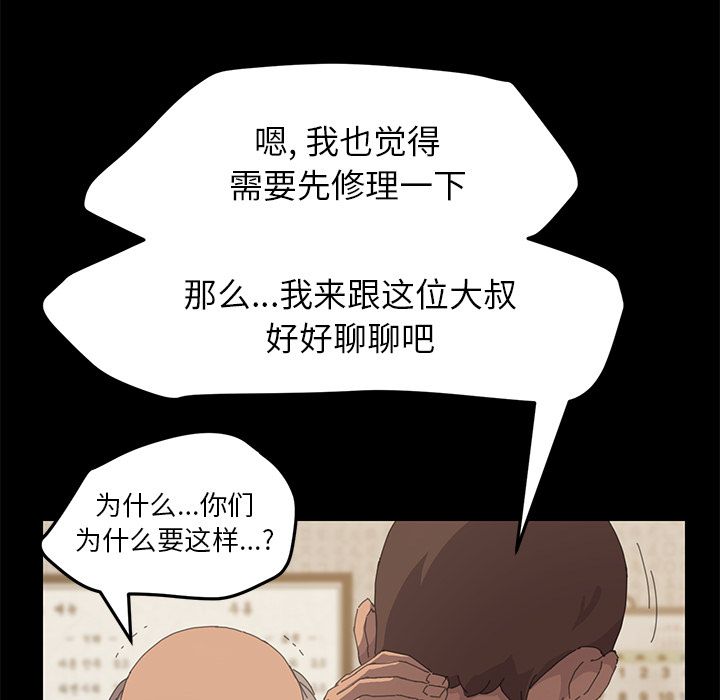 嗯, 我也觉得
需要先修理一下
那么...我来跟这位大叔
好好聊聊吧
为什么...你们
为什么要这样...?